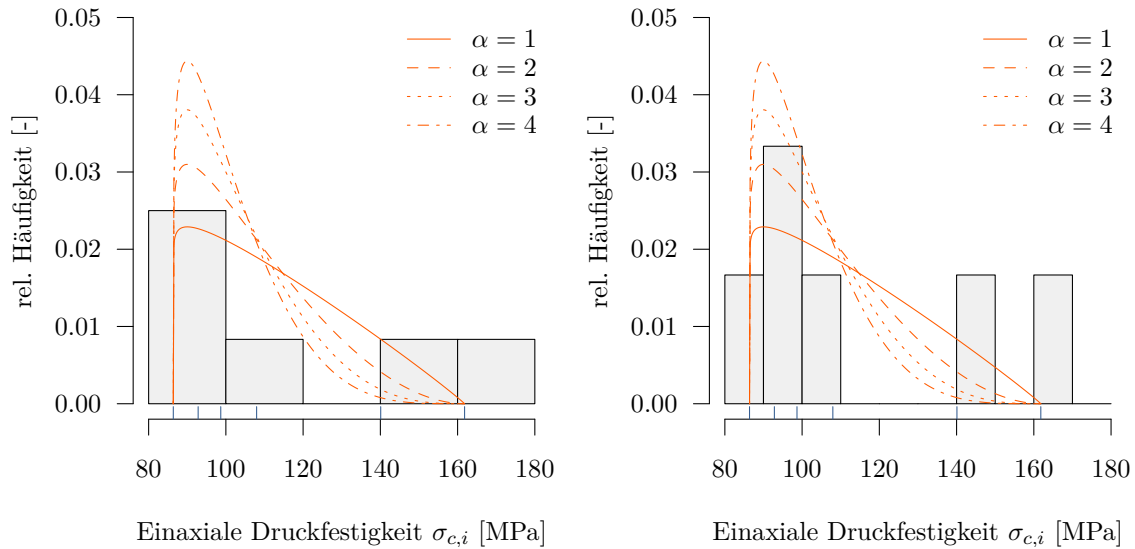 rel. Häufigkeit [-]
0.05
0.04
0.03
0.02
0.01
0.00
α = 1
α = 2
α = 3
α = 4
80 100 120 140 160 180
Einaxiale Druckfestigkeit σc,i [MPa]
rel. Häufigkeit [-]
0.05
0.04
0.03
0.02
0.01
0.00
α = 1
α = 2
α = 3
α = 4
80 100 120 140 160 180
Einaxiale Druckfestigkeit σc,i [MPa]